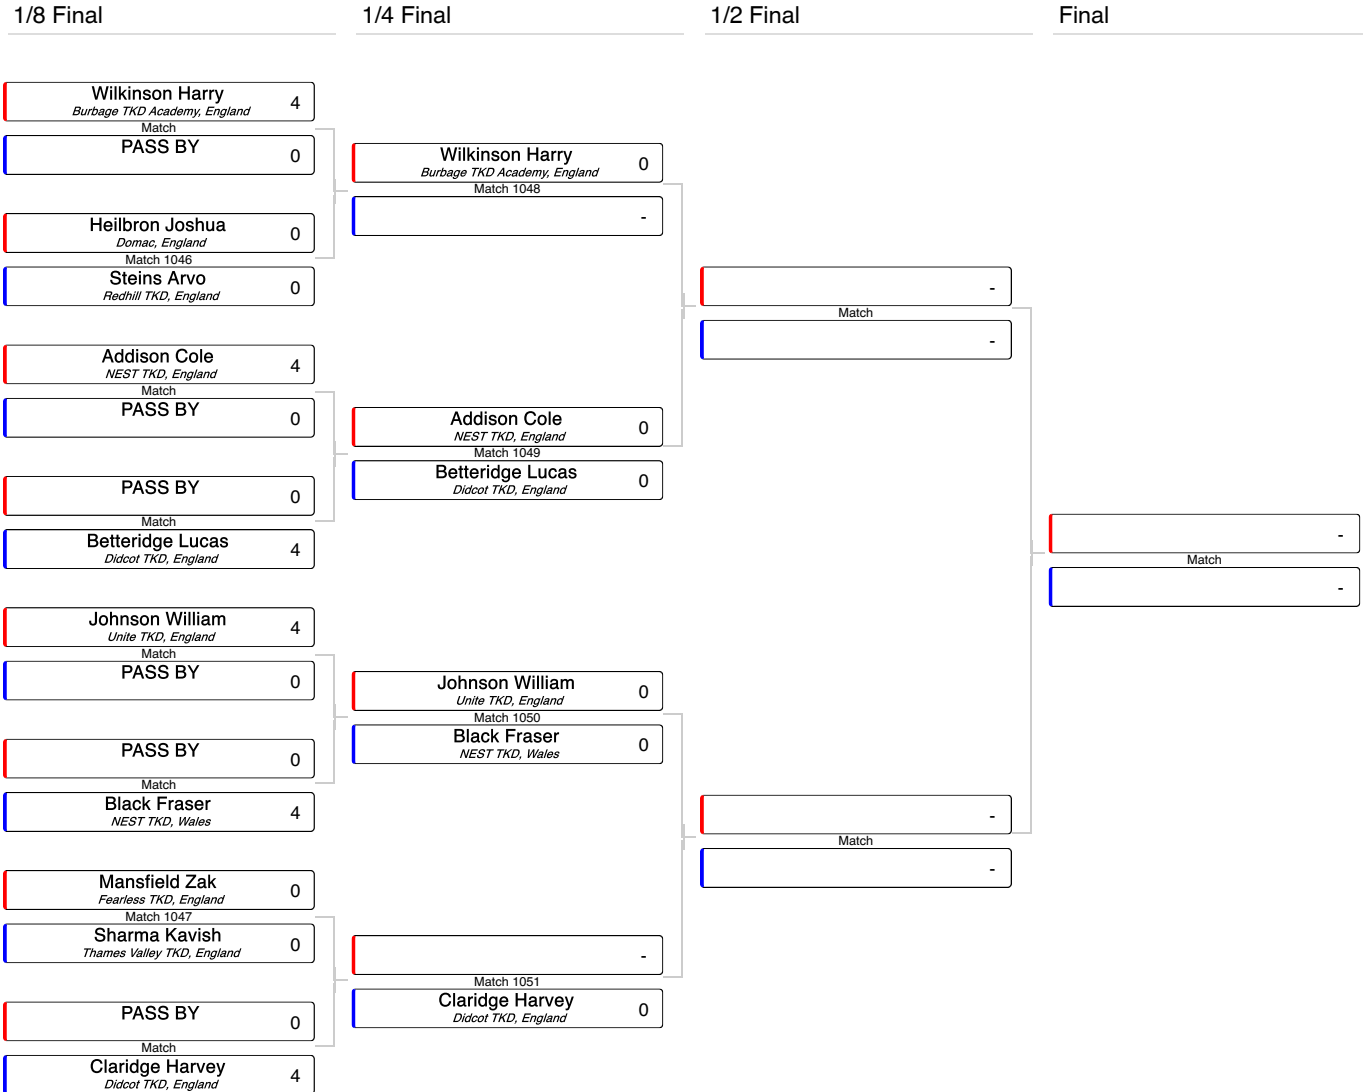 1/8 Final
1/4 Final
1/2 Final
Final
Wilkinson Harry
Burbage TKD Academy, England
4
Match
PASS BY
0
Heilbron Joshua
Domac, England
0
Match 1046
Steins Arvo
Redhill TKD, England
0
Addison Cole
NEST TKD, England
4
Match
PASS BY
0
PASS BY
0
Match
Betteridge Lucas
Didcot TKD, England
4
Johnson William
Unite TKD, England
4
Match
PASS BY
0
PASS BY
0
Match
Black Fraser
NEST TKD, Wales
4
Mansfield Zak
Fearless TKD, England
0
Match 1047
Sharma Kavish
Thames Valley TKD, England
0
PASS BY
0
Match
Claridge Harvey
Didcot TKD, England
4
Wilkinson Harry
Burbage TKD Academy, England
0
Match 1048
-
Addison Cole
NEST TKD, England
0
Match 1049
Betteridge Lucas
Didcot TKD, England
0
Johnson William
Unite TKD, England
0
Match 1050
Black Fraser
NEST TKD, Wales
0
-
Match 1051
Claridge Harvey
Didcot TKD, England
0
-
Match
-
-
Match
-
-
Match
-